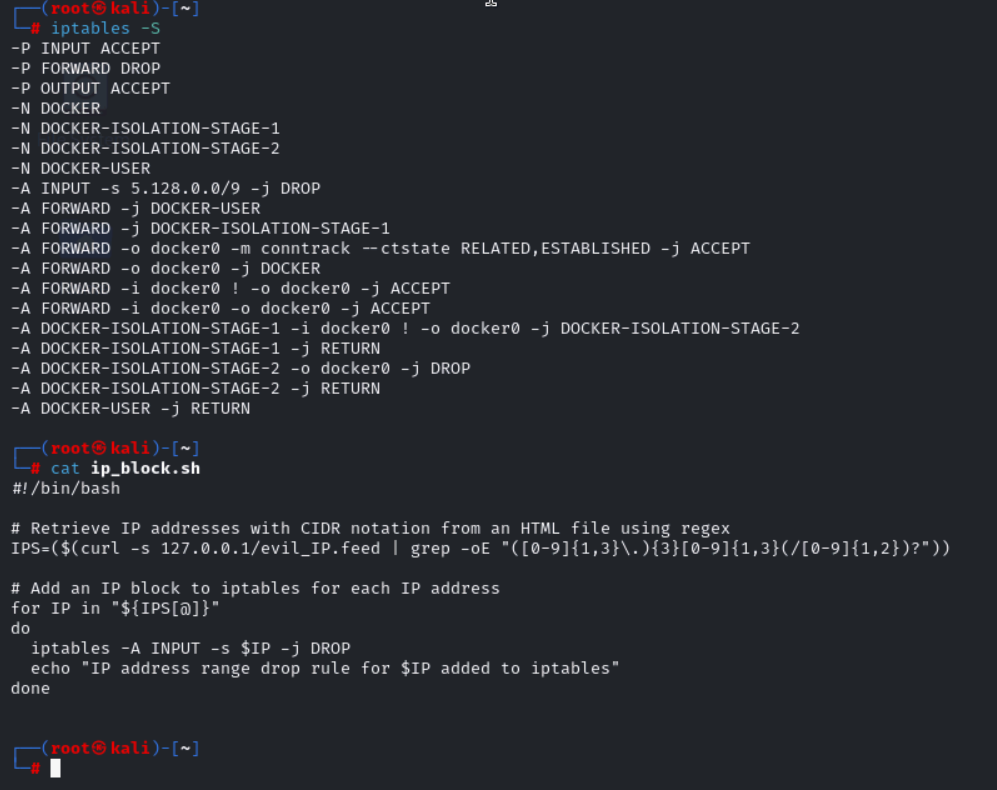 ┌──(root㉿kali)-[~]
└─# iptables -S
-P INPUT ACCEPT
-P FORWARD DROP
-P OUTPUT ACCEPT
-N DOCKER
-N DOCKER-ISOLATION-STAGE-1
-N DOCKER-ISOLATION-STAGE-2
-N DOCKER-USER
-A INPUT -s 5.128.0.0/9 -j DROP
-A FORWARD -j DOCKER-USER
-A FORWARD -j DOCKER-ISOLATION-STAGE-1
-A FORWARD -o docker0 -m conntrack --ctstate RELATED,ESTABLISHED -j ACCEPT
-A FORWARD -o docker0 -j DOCKER
-A FORWARD -i docker0 ! -o docker0 -j ACCEPT
-A FORWARD -i docker0 -o docker0 -j ACCEPT
-A DOCKER-ISOLATION-STAGE-1 -i docker0 ! -o docker0 -j DOCKER-ISOLATION-STAGE-2
-A DOCKER-ISOLATION-STAGE-1 -j RETURN
-A DOCKER-ISOLATION-STAGE-2 -o docker0 -j DROP
-A DOCKER-ISOLATION-STAGE-2 -j RETURN
-A DOCKER-USER -j RETURN
┌──(root㉿kali)-[~]
└─# cat ip_block.sh
#!/bin/bash
# Retrieve IP addresses with CIDR notation from an HTML file using regex
IPS=($(curl -s 127.0.0.1/evil_IP.feed | grep -oE "([0-9]{1,3}\.){3}[0-9]{1,3}(/[0-9]{1,2})?"))
# Add an IP block to iptables for each IP address
for IP in "${IPS[@]}"
do
  iptables -A INPUT -s $IP -j DROP
  echo "IP address range drop rule for $IP added to iptables"
done
┌──(root㉿kali)-[~]
└─#